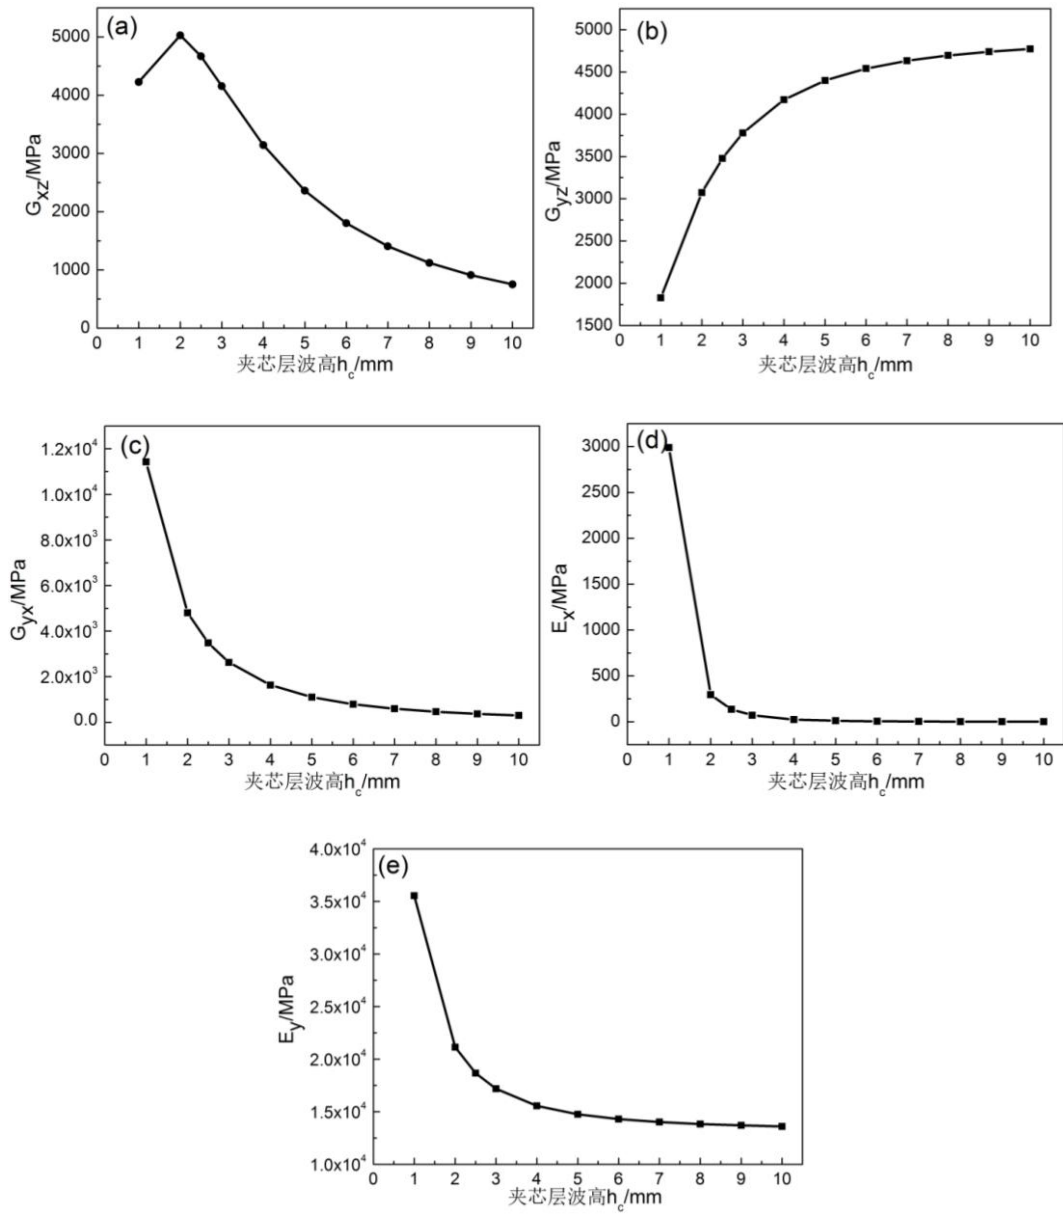 (a)
5000
4000
3000
2000
1000
0
G_xz/MPa
0 1 2 3 4 5 6 7 8 9 10
夹芯层波高h_c/mm
(b)
5000
4500
4000
3500
3000
2500
2000
1500
G_yz/MPa
0 1 2 3 4 5 6 7 8 9 10
夹芯层波高h_c/mm
(c)
1.2x10^4
1.0x10^4
8.0x10^3
6.0x10^3
4.0x10^3
2.0x10^3
0.0
G_yx/MPa
0 1 2 3 4 5 6 7 8 9 10
夹芯层波高h_c/mm
(d)
3000
2500
2000
1500
1000
500
0
E_x/MPa
0 1 2 3 4 5 6 7 8 9 10
夹芯层波高h_c/mm
(e)
4.0x10^4
3.5x10^4
3.0x10^4
2.5x10^4
2.0x10^4
1.5x10^4
1.0x10^4
E_y/MPa
0 1 2 3 4 5 6 7 8 9 10
夹芯层波高h_c/mm